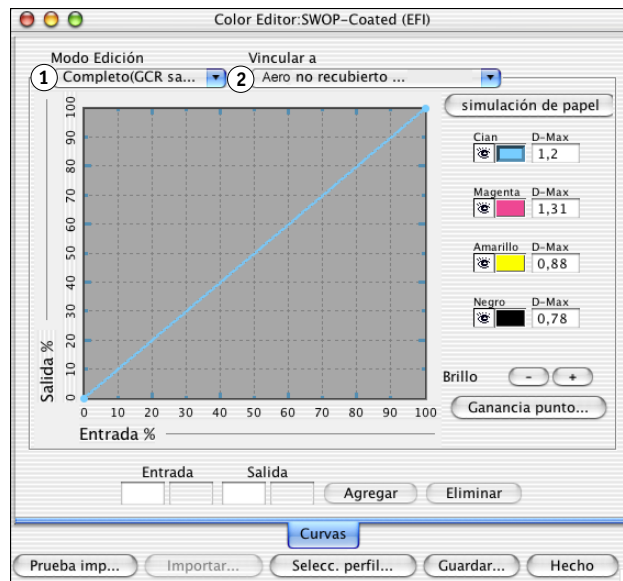 Color Editor:SWOP-Coated (EFI)
Modo Edición Vincular a
1 Completo(GCR sa... 2 Aero no recubierto ...
simulación de papel
100
90
80
70
60
50
40
30
20
10
0
Salida %
0 10 20 30 40 50 60 70 80 90 100
Entrada %
Cian D-Max
1,2
Magenta D-Max
1,31
Amarillo D-Max
0,88
Negro D-Max
0,78
Brillo - +
Ganancia punto...
Entrada Salida
Agregar Eliminar
Curvas
Prueba imp... Importar... Selecc. perfil... Guardar... Hecho